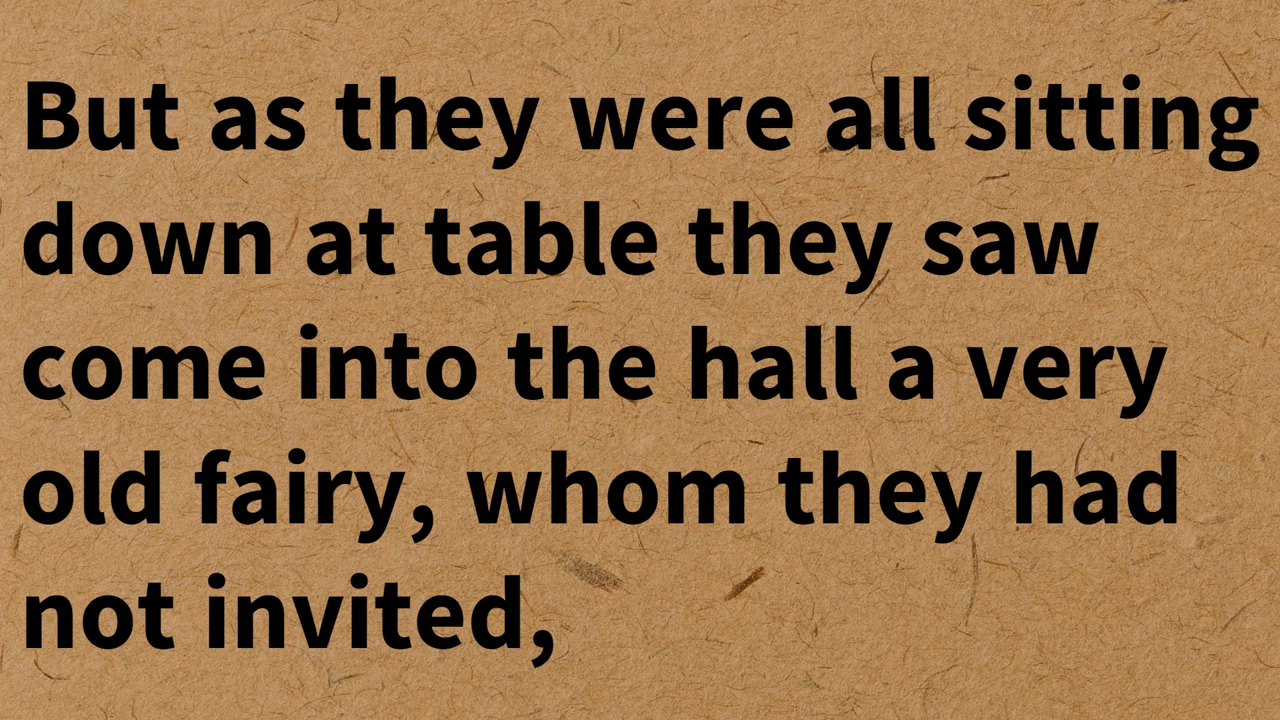 But as they were all sitting
down at table they saw
come into the hall a very
old fairy, whom they had
not invited,